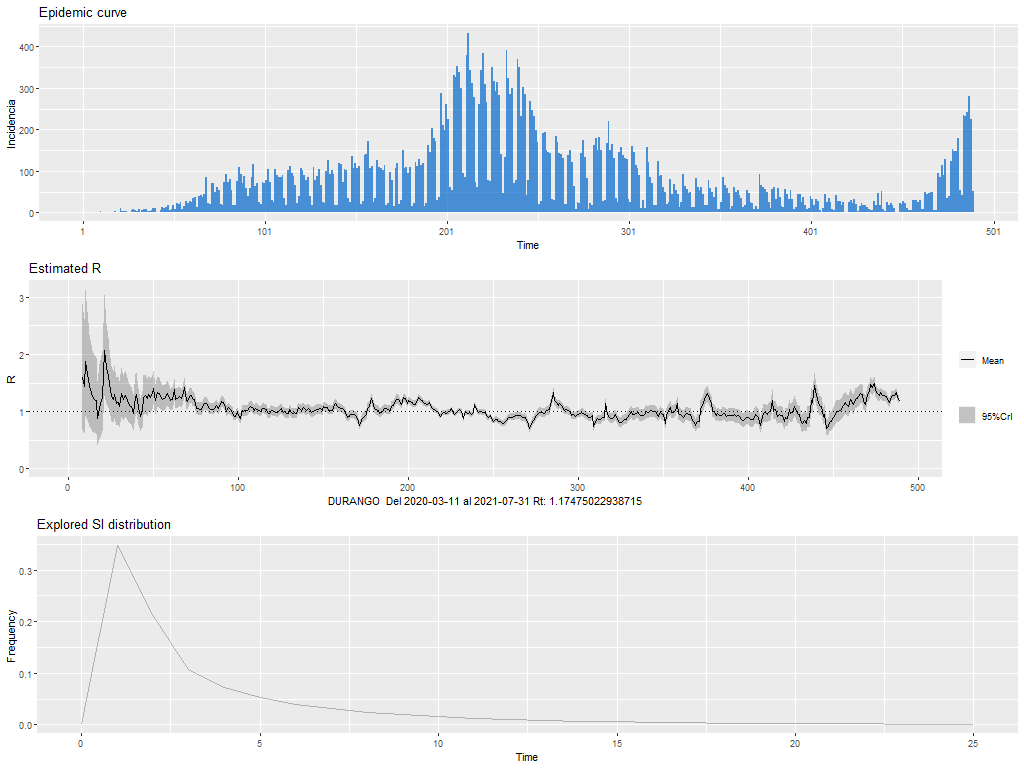 Epidemic curve
Incidencia
400
300
200
100
0
1
101
201
301
401
501
Time
Estimated R
R
3
2
1
0
0
100
200
300
400
500
DURANGO  Del 2020-03-11 al 2021-07-31 Rt: 1.17475022938715
Mean
95%CrI
Explored SI distribution
Frequency
0.3
0.2
0.1
0.0
0
5
10
15
20
25
Time